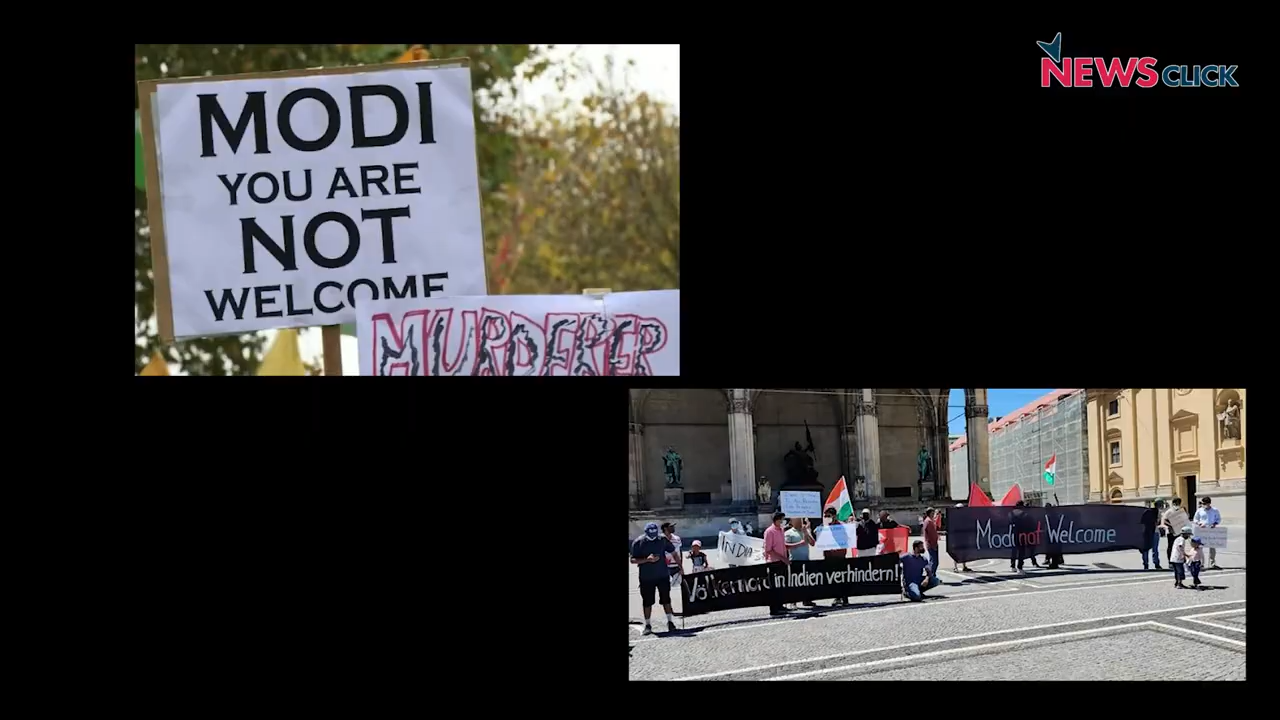 NEWSCLICK
MODI
YOU ARE
NOT
WELCOME
MURDERER
INDIA
Modi not Welcome
Völkermord in Indien verhindern!